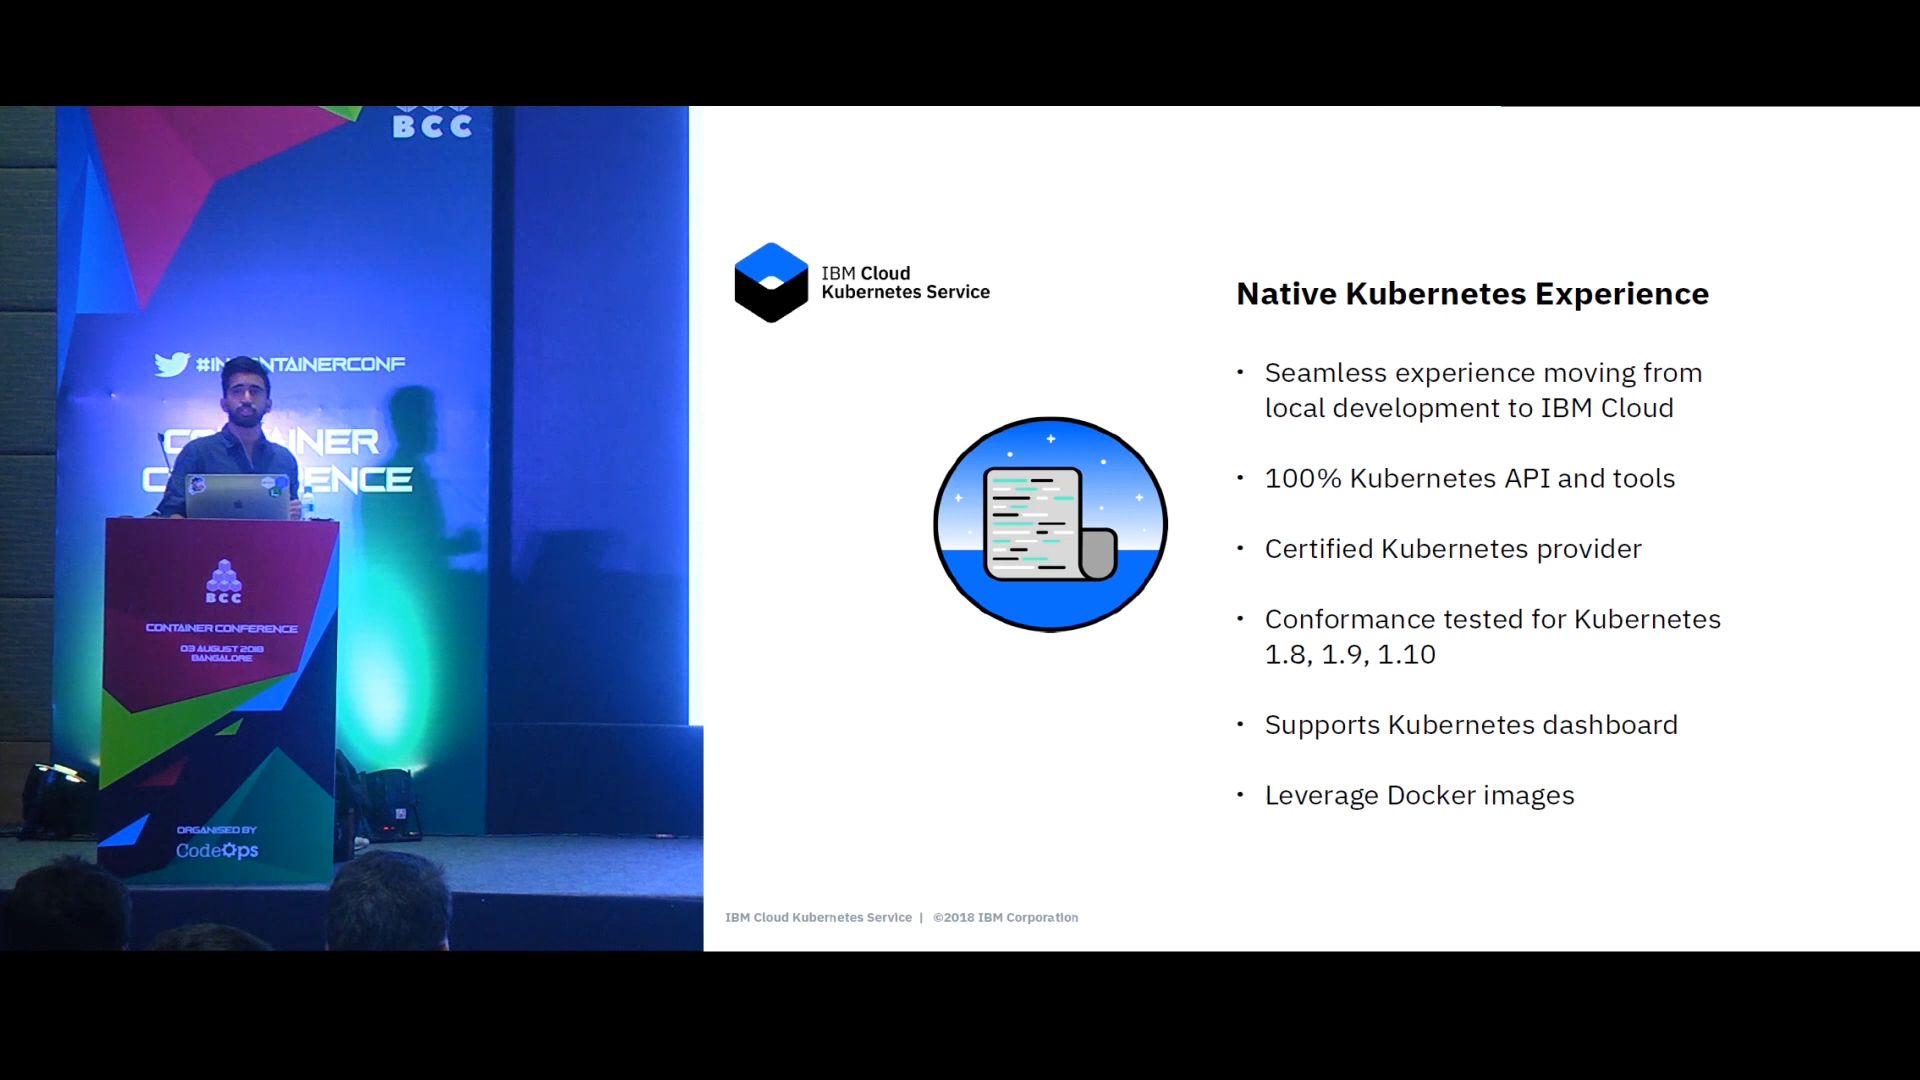 BCC
#IN NTAINERCONF
CO AINER
C ENCE
BCC
CONTAINER CONFERENCE
03 AUGUST 2018
BANGALORE
ORGANISED BY
CodeOps
IBM Cloud
Kubernetes Service
Native Kubernetes Experience
• Seamless experience moving from
local development to IBM Cloud
• 100% Kubernetes API and tools
• Certified Kubernetes provider
• Conformance tested for Kubernetes
1.8, 1.9, 1.10
• Supports Kubernetes dashboard
• Leverage Docker images
IBM Cloud Kubernetes Service | ©2018 IBM Corporation